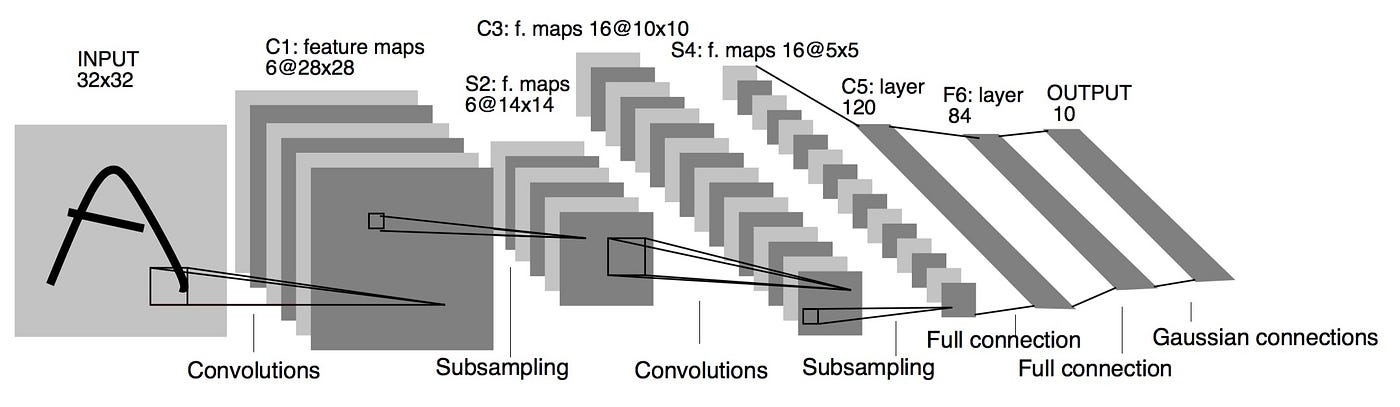 INPUT
32x32
C1: feature maps
6@28x28
S2: f. maps
6@14x14
C3: f. maps 16@10x10
S4: f. maps 16@5x5
C5: layer
120
F6: layer
84
OUTPUT
10
Convolutions
Subsampling
Convolutions
Subsampling
Full connection
Full connection
Gaussian connections